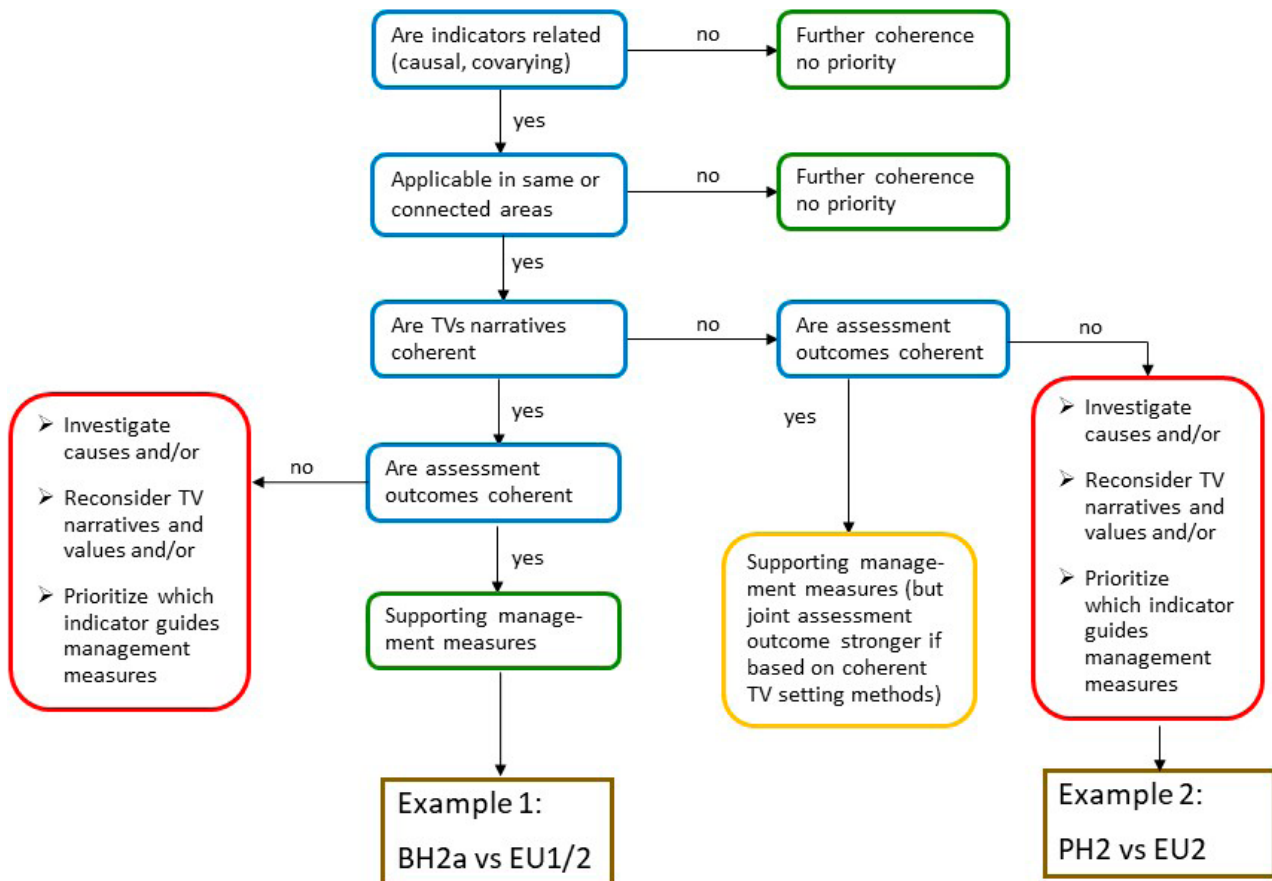 Are indicators related
(causal, covarying)
no
Further coherence
no priority
yes
Applicable in same or
connected areas
no
Further coherence
no priority
yes
Are TVs narratives
coherent
no
Are assessment
outcomes coherent
no
yes
Are assessment
outcomes coherent
no
➢ Investigate
causes and/or
➢ Reconsider TV
narratives and
values and/or
➢ Prioritize which
indicator guides
management
measures
yes
Supporting manage-
ment measures
yes
Supporting manage-
ment measures (but
joint assessment
outcome stronger if
based on coherent
TV setting methods)
➢ Investigate
causes and/or
➢ Reconsider TV
narratives and
values and/or
➢ Prioritize
which indicator
guides
management
measures
Example 1:
BH2a vs EU1/2
Example 2:
PH2 vs EU2